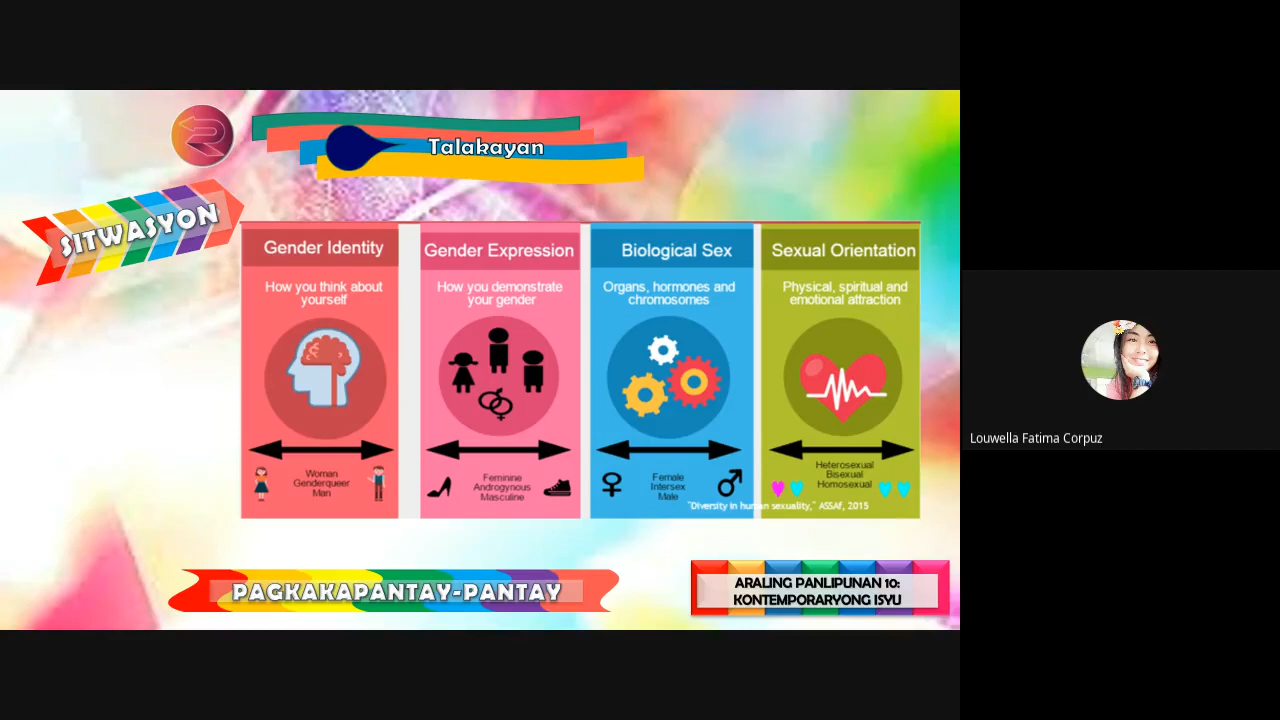 Talakayan
SITWASYON
Gender Identity
How you think about
yourself
Woman
Genderqueer
Man
Gender Expression
How you demonstrate
your gender
Feminine
Androgynous
Masculine
Biological Sex
Organs, hormones and
chromosomes
Female
Intersex
Male
Sexual Orientation
Physical, spiritual and
emotional attraction
Heterosexual
Bisexual
Homosexual
"Diversity in human sexuality," ASSAf, 2015
PAGKAKAPANTAY-PANTAY
ARALING PANLIPUNAN 10:
KONTEMPORARYONG ISYU
Louwella Fatima Corpuz